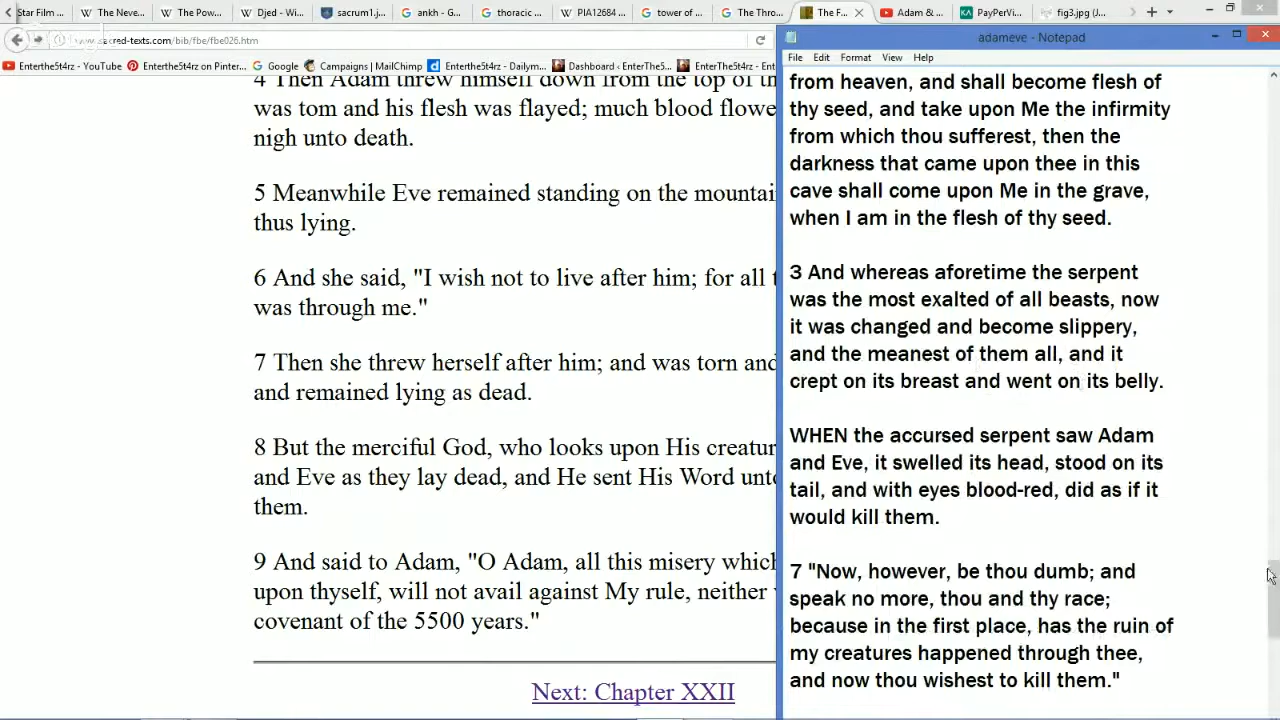 Star Film ...
The Neve...
The Pow...
Djed - Wi...
sacrum1.j...
ankh - G...
thoracic ...
PIA12684 ...
tower of ...
The Thro...
The F...
Adam & ...
PayPerVi...
fig3.jpg (J...
www.sacred-texts.com/bib/fbe/fbe026.htm
Enterthe5t4rz - YouTube
Enterthe5t4rz on Pinter...
Google
Campaigns | MailChimp
Enterthe5t4rz - Dailym...
Dashboard ‹ EnterThe5...
EnterThe5t4rz - Ent
4 Then Adam threw himself down from the top of th
was tom and his flesh was flayed; much blood flowe
nigh unto death.
5 Meanwhile Eve remained standing on the mountai
thus lying.
6 And she said, "I wish not to live after him; for all t
was through me."
7 Then she threw herself after him; and was torn and
and remained lying as dead.
8 But the merciful God, who looks upon His creatur
and Eve as they lay dead, and He sent His Word unto
them.
9 And said to Adam, "O Adam, all this misery which
upon thyself, will not avail against My rule, neither
covenant of the 5500 years."
Next: Chapter XXII
adameve - Notepad
File Edit Format View Help
from heaven, and shall become flesh of
thy seed, and take upon Me the infirmity
from which thou sufferest, then the
darkness that came upon thee in this
cave shall come upon Me in the grave,
when I am in the flesh of thy seed.
3 And whereas aforetime the serpent
was the most exalted of all beasts, now
it was changed and become slippery,
and the meanest of them all, and it
crept on its breast and went on its belly.
WHEN the accursed serpent saw Adam
and Eve, it swelled its head, stood on its
tail, and with eyes blood-red, did as if it
would kill them.
7 "Now, however, be thou dumb; and
speak no more, thou and thy race;
because in the first place, has the ruin of
my creatures happened through thee,
and now thou wishest to kill them."